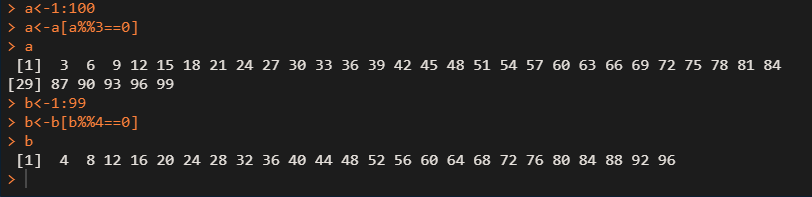 > a<-1:100
> a<-a[a%%3==0]
> a
 [1]  3  6  9 12 15 18 21 24 27 30 33 36 39 42 45 48 51 54 57 60 63 66 69 72 75 78 81 84
[29] 87 90 93 96 99
> b<-1:99
> b<-b[b%%4==0]
> b
 [1]  4  8 12 16 20 24 28 32 36 40 44 48 52 56 60 64 68 72 76 80 84 88 92 96
>